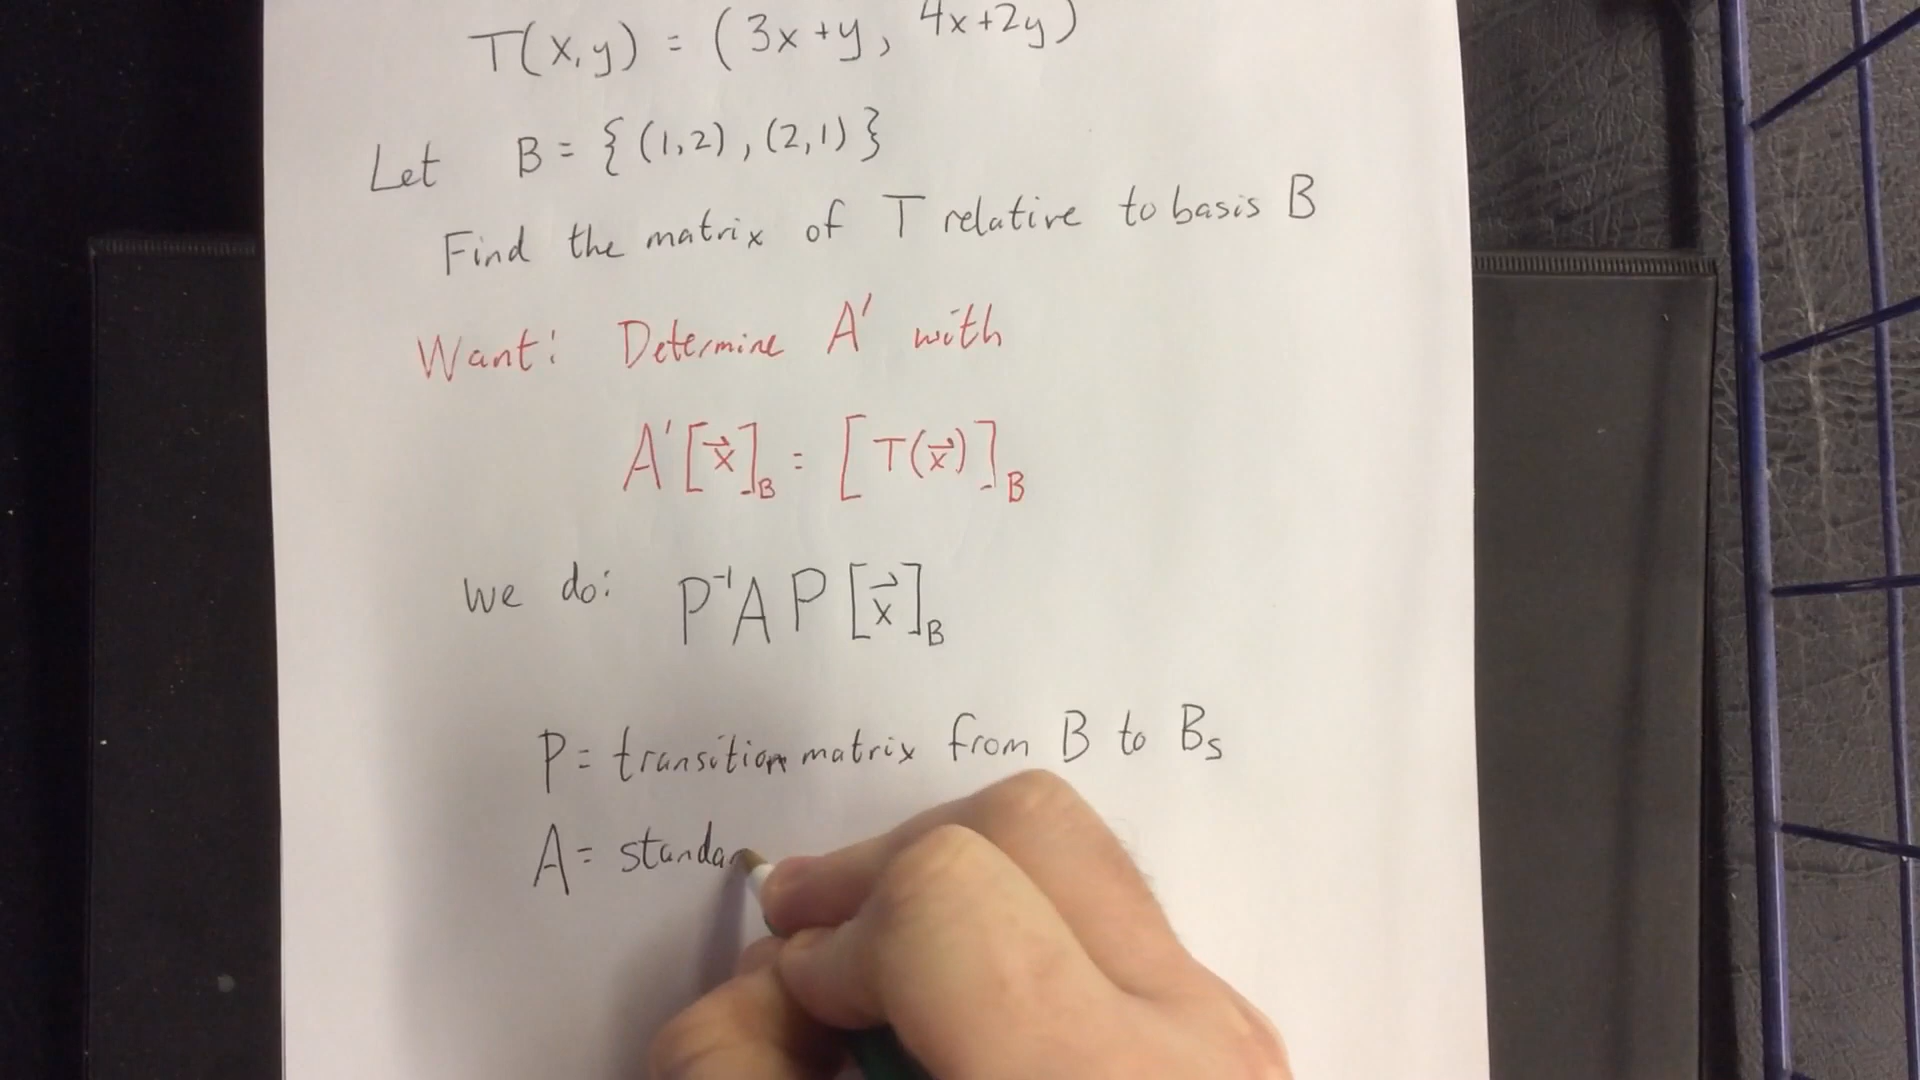 T(x,y) = (3x+y, 4x+2y)
Let B = {(1,2), (2,1)}
Find the matrix of T relative to basis B
Want: Determine A' with
A'[x⃗]_B = [T(x⃗)]_B
we do: P⁻¹AP[x⃗]_B
P = transition matrix from B to B_s
A = standar